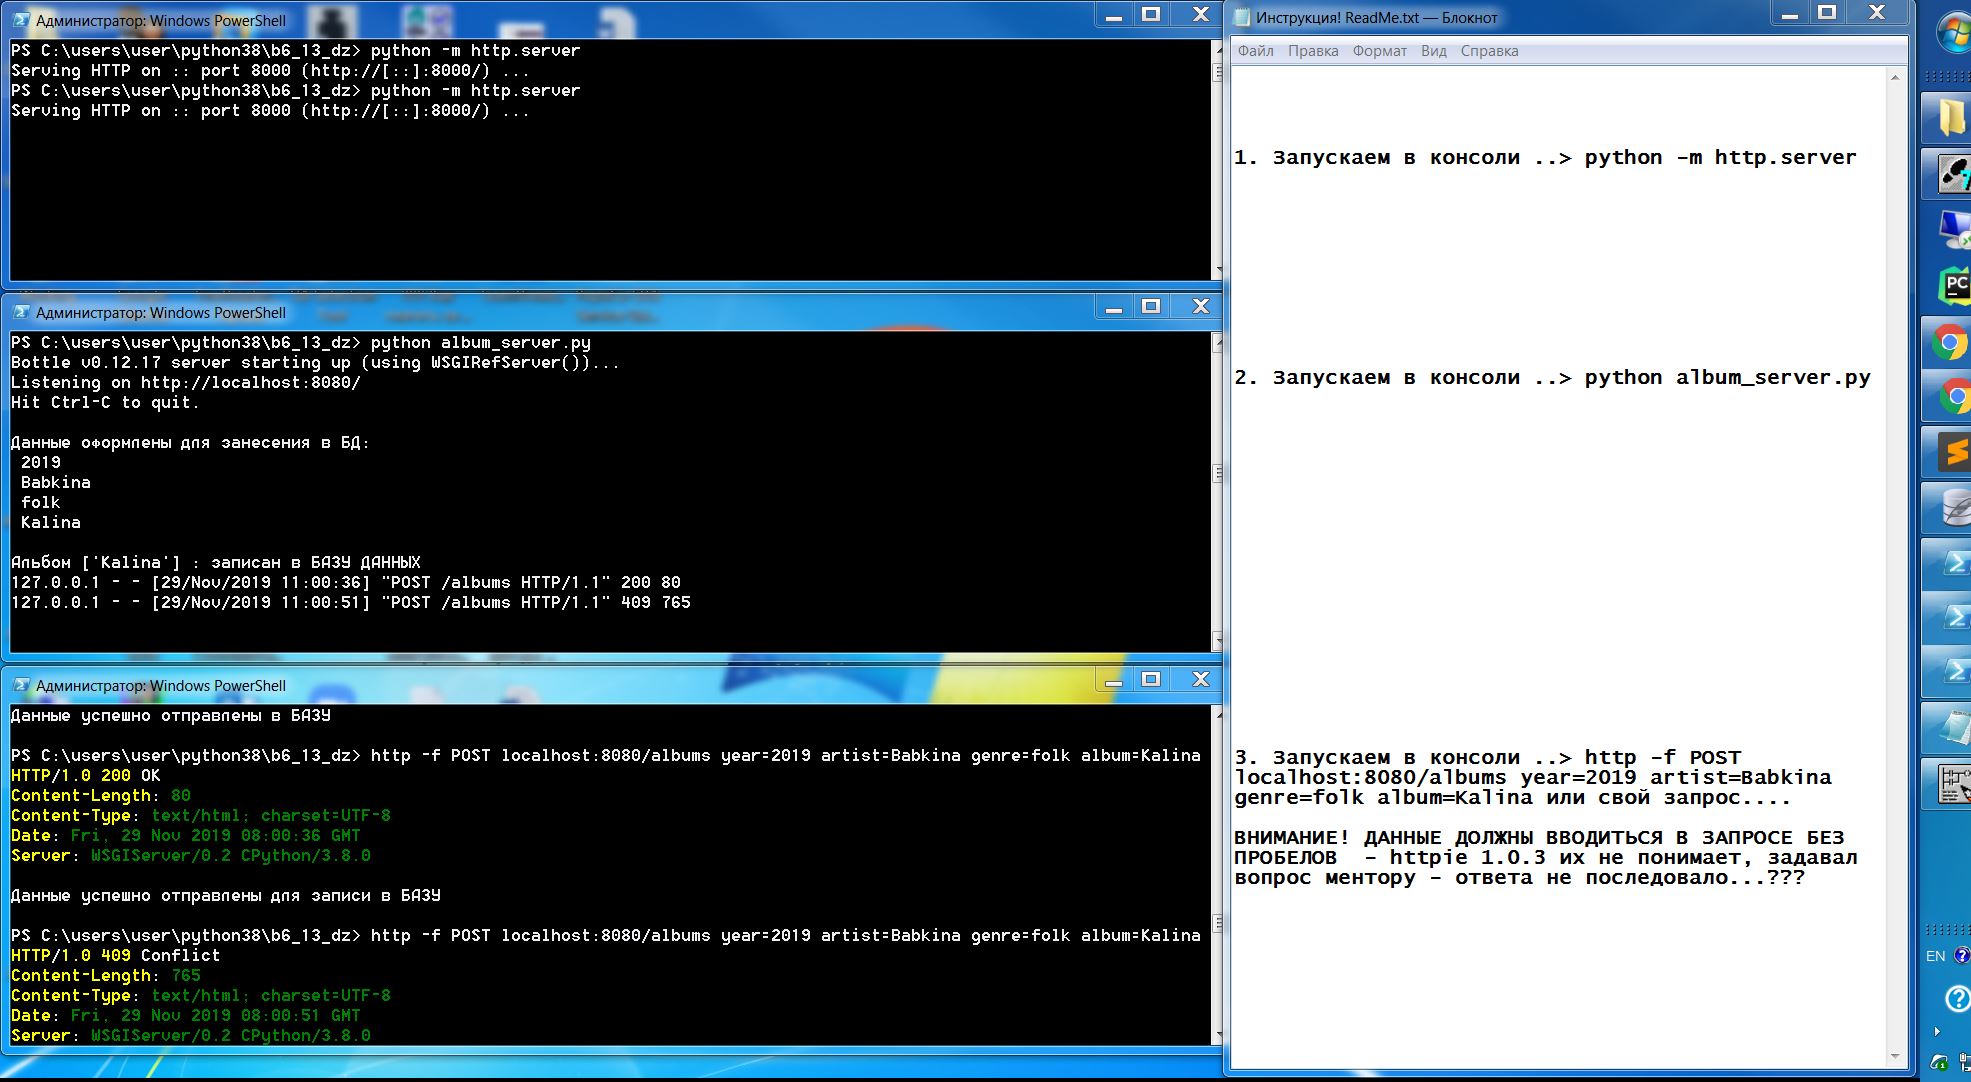 Администратор: Windows PowerShell
PS C:\users\user\python38\b6_13_dz> python -m http.server
Serving HTTP on :: port 8000 (http://[::]:8000/) ...
PS C:\users\user\python38\b6_13_dz> python -m http.server
Serving HTTP on :: port 8000 (http://[::]:8000/) ...
Администратор: Windows PowerShell
PS C:\users\user\python38\b6_13_dz> python album_server.py
Bottle v0.12.17 server starting up (using WSGIRefServer())...
Listening on http://localhost:8080/
Hit Ctrl-C to quit.
Данные оформлены для занесения в БД:
2019
Babkina
folk
Kalina
Альбом ['Kalina'] : записан в БАЗУ ДАННЫХ
127.0.0.1 - - [29/Nov/2019 11:00:36] "POST /albums HTTP/1.1" 200 80
127.0.0.1 - - [29/Nov/2019 11:00:51] "POST /albums HTTP/1.1" 409 765
Администратор: Windows PowerShell
Данные успешно отправлены в БАЗУ
PS C:\users\user\python38\b6_13_dz> http -f POST localhost:8080/albums year=2019 artist=Babkina genre=folk album=Kalina
HTTP/1.0 200 OK
Content-Length: 80
Content-Type: text/html; charset=UTF-8
Date: Fri, 29 Nov 2019 08:00:36 GMT
Server: WSGIServer/0.2 CPython/3.8.0
Данные успешно отправлены для записи в БАЗУ
PS C:\users\user\python38\b6_13_dz> http -f POST localhost:8080/albums year=2019 artist=Babkina genre=folk album=Kalina
HTTP/1.0 409 Conflict
Content-Length: 765
Content-Type: text/html; charset=UTF-8
Date: Fri, 29 Nov 2019 08:00:51 GMT
Server: WSGIServer/0.2 CPython/3.8.0
Инструкция! ReadMe.txt — Блокнот
Файл Правка Формат Вид Справка
1. Запускаем в консоли ..> python -m http.server
2. Запускаем в консоли ..> python album_server.py
3. Запускаем в консоли ..> http -f POST
localhost:8080/albums year=2019 artist=Babkina
genre=folk album=Kalina или свой запрос....
ВНИМАНИЕ! ДАННЫЕ ДОЛЖНЫ ВВОДИТЬСЯ В ЗАПРОСЕ БЕЗ
ПРОБЕЛОВ  - httpie 1.0.3 их не понимает, задавал
вопрос ментору - ответа не последовало...???
PC
EN